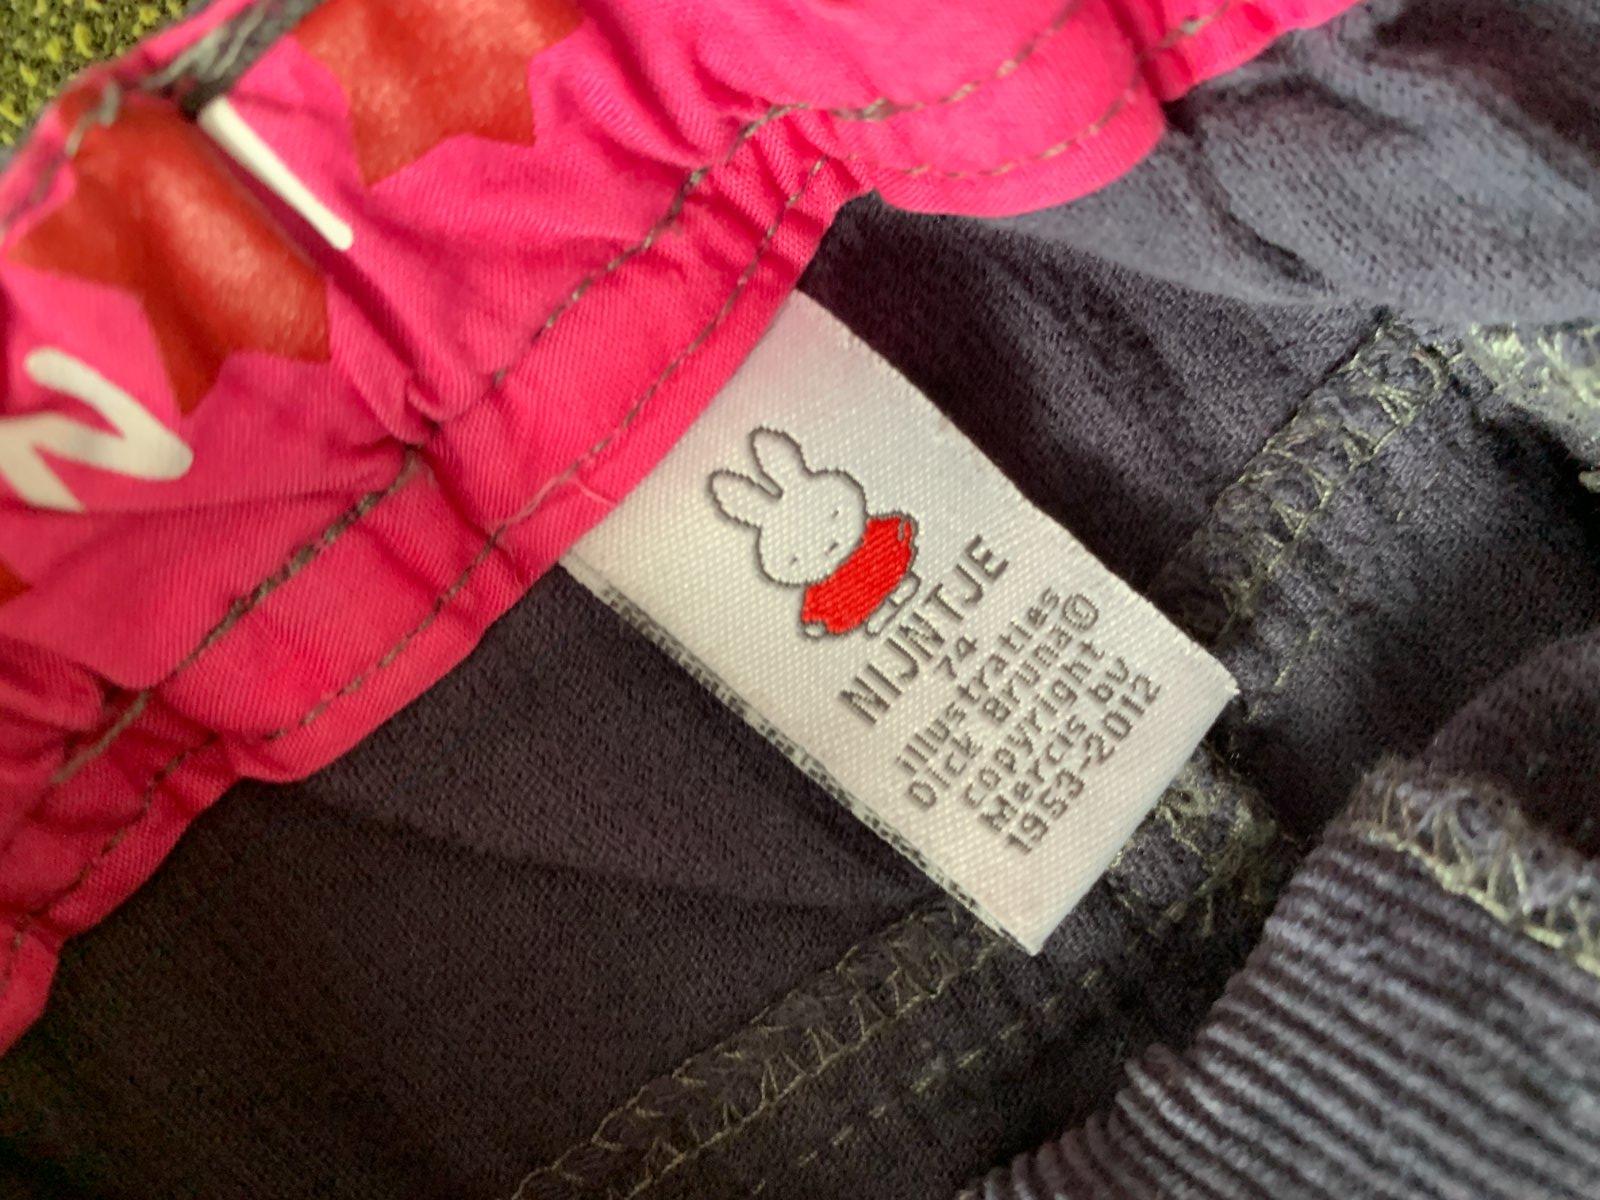 NIJNTJE
74
illustraties
Dick Bruna©
copyright
Mercis bv
1953-2012